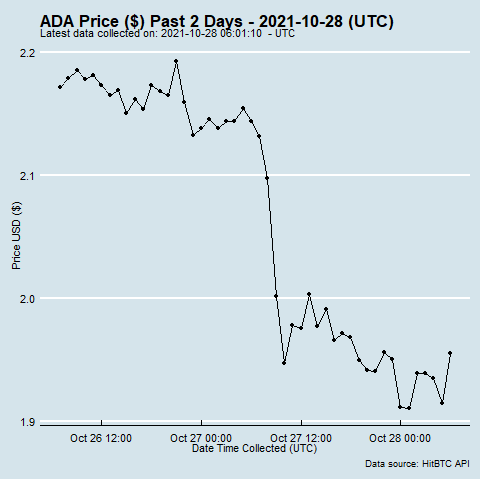 ADA Price ($) Past 2 Days - 2021-10-28 (UTC)
Latest data collected on: 2021-10-28 06:01:10  - UTC
2.2
2.1
2.0
1.9
Price USD ($)
Oct 26 12:00
Oct 27 00:00
Oct 27 12:00
Oct 28 00:00
Date Time Collected (UTC)
Data source: HitBTC API